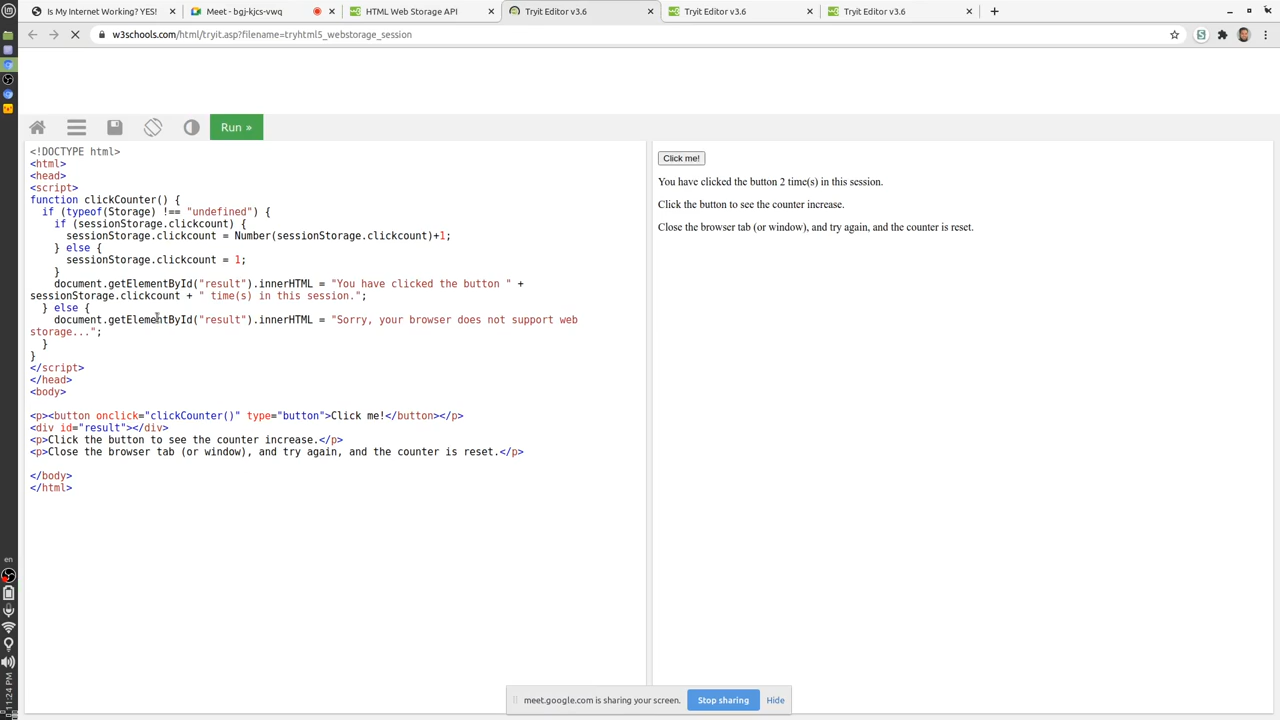 Is My Internet Working? YES!
Meet - bgj-kjcs-vwq
HTML Web Storage API
Tryit Editor v3.6
Tryit Editor v3.6
Tryit Editor v3.6
w3schools.com/html/tryit.asp?filename=tryhtml5_webstorage_session
Run »
<!DOCTYPE html>
<html>
<head>
<script>
function clickCounter() {
  if (typeof(Storage) !== "undefined") {
    if (sessionStorage.clickcount) {
      sessionStorage.clickcount = Number(sessionStorage.clickcount)+1;
    } else {
      sessionStorage.clickcount = 1;
    }
    document.getElementById("result").innerHTML = "You have clicked the button " +
sessionStorage.clickcount + " time(s) in this session.";
  } else {
    document.getElementById("result").innerHTML = "Sorry, your browser does not support web
storage...";
  }
}
</script>
</head>
<body>
<p><button onclick="clickCounter()" type="button">Click me!</button></p>
<div id="result"></div>
<p>Click the button to see the counter increase.</p>
<p>Close the browser tab (or window), and try again, and the counter is reset.</p>
</body>
</html>
Click me!
You have clicked the button 2 time(s) in this session.
Click the button to see the counter increase.
Close the browser tab (or window), and try again, and the counter is reset.
en
11:24 PM
meet.google.com is sharing your screen.
Stop sharing
Hide